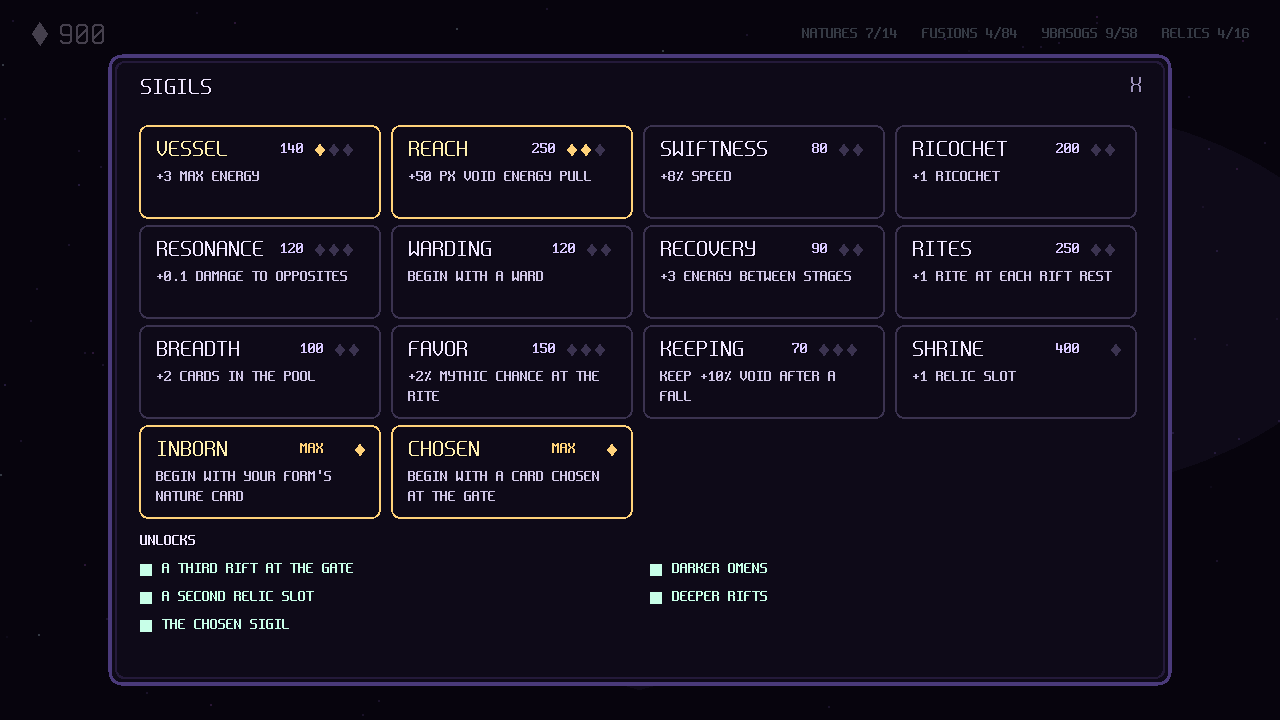 900
NATURES 7/14 FUSIONS 4/84 YBASOGS 9/58 RELICS 4/16
SIGILS X
VESSEL 140
+3 MAX ENERGY
REACH 250
+50 PX VOID ENERGY PULL
SWIFTNESS 80
+8% SPEED
RICOCHET 200
+1 RICOCHET
RESONANCE 120
+0.1 DAMAGE TO OPPOSITES
WARDING 120
BEGIN WITH A WARD
RECOVERY 90
+3 ENERGY BETWEEN STAGES
RITES 250
+1 RITE AT EACH RIFT REST
BREADTH 100
+2 CARDS IN THE POOL
FAVOR 150
+2% MYTHIC CHANCE AT THE
RITE
KEEPING 70
KEEP +10% VOID AFTER A
FALL
SHRINE 400
+1 RELIC SLOT
INBORN MAX
BEGIN WITH YOUR FORM'S
NATURE CARD
CHOSEN MAX
BEGIN WITH A CARD CHOSEN
AT THE GATE
UNLOCKS
A THIRD RIFT AT THE GATE
DARKER OMENS
A SECOND RELIC SLOT
DEEPER RIFTS
THE CHOSEN SIGIL